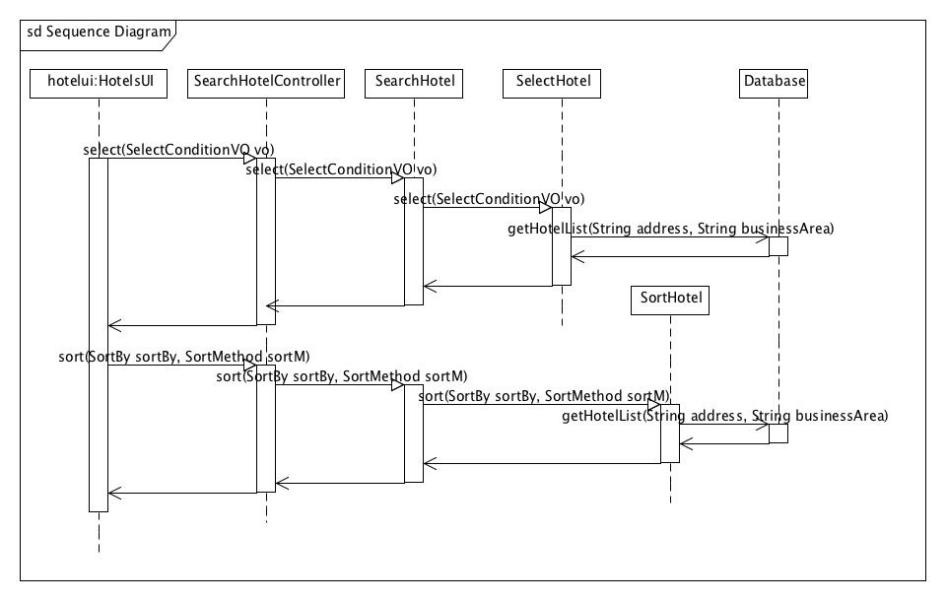 sd Sequence Diagram
hotelui:HotelsUI
SearchHotelController
SearchHotel
SelectHotel
Database
select(SelectConditionVO vo)
select(SelectConditionVO vo)
select(SelectConditionVO vo)
getHotelList(String address, String businessArea)
SortHotel
sort(SortBy sortBy, SortMethod sortM)
sort(SortBy sortBy, SortMethod sortM)
sort(SortBy sortBy, SortMethod sortM)
getHotelList(String address, String businessArea)